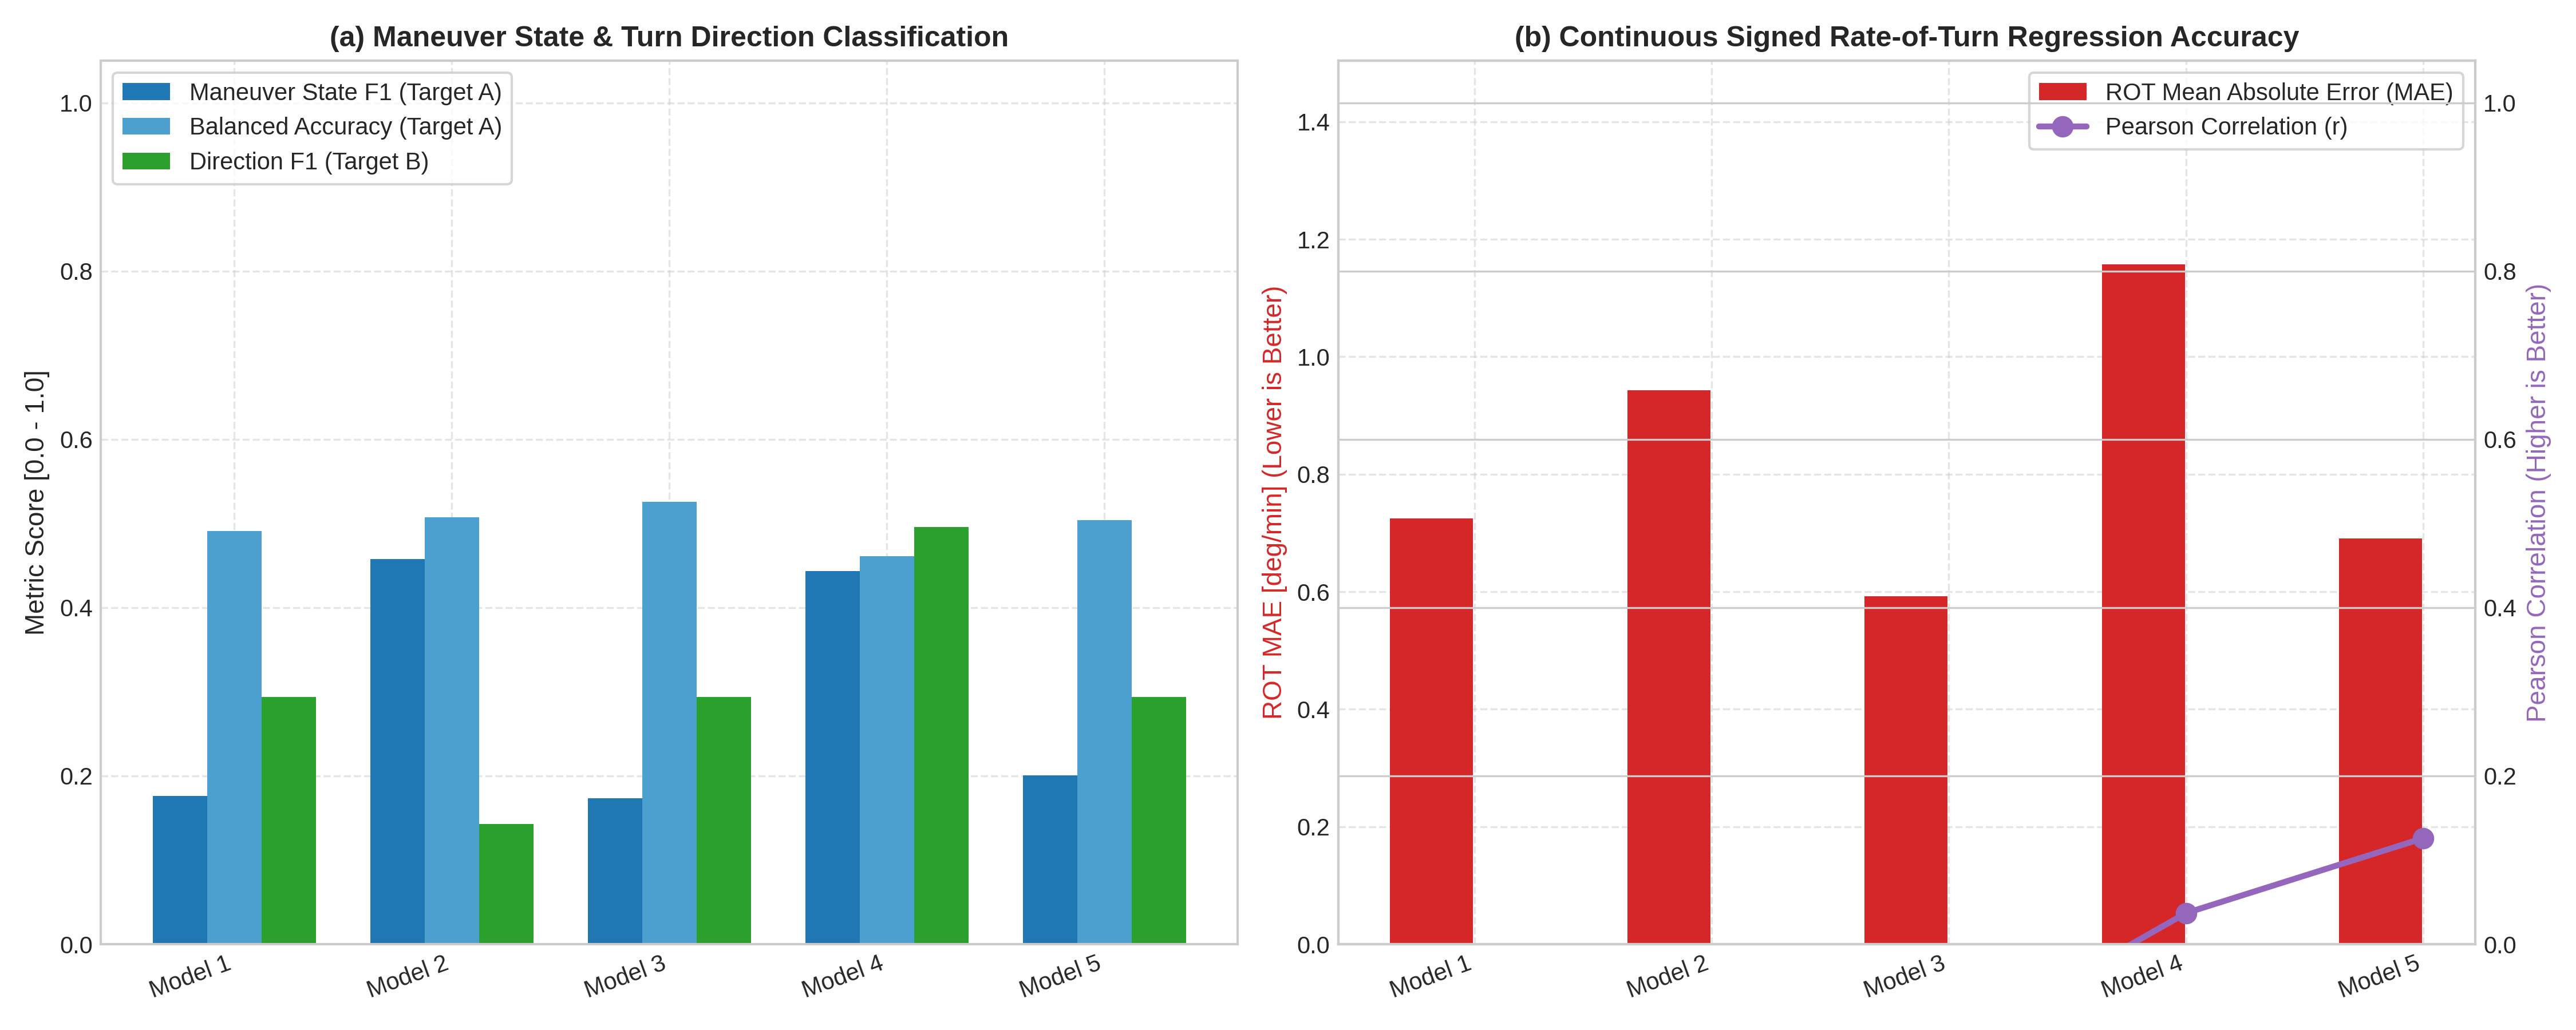 (a) Maneuver State & Turn Direction Classification
Maneuver State F1 (Target A)
Balanced Accuracy (Target A)
Direction F1 (Target B)
Metric Score [0.0 - 1.0]
1.0
0.8
0.6
0.4
0.2
0.0
Model 1
Model 2
Model 3
Model 4
Model 5
(b) Continuous Signed Rate-of-Turn Regression Accuracy
ROT Mean Absolute Error (MAE)
Pearson Correlation (r)
ROT MAE [deg/min] (Lower is Better)
1.4
1.2
1.0
0.8
0.6
0.4
0.2
0.0
Model 1
Model 2
Model 3
Model 4
Model 5
1.0
0.8
0.6
0.4
0.2
0.0
Pearson Correlation (Higher is Better)